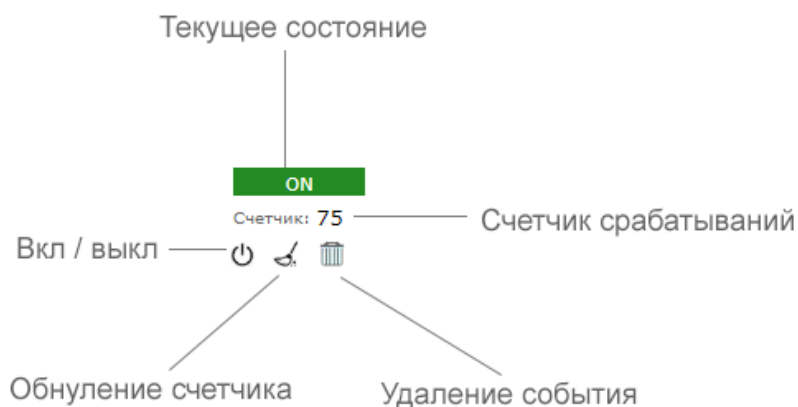 Текущее состояние
ON
Счетчик: 75
Счетчик срабатываний
Вкл / выкл
Обнуление счетчика
Удаление события